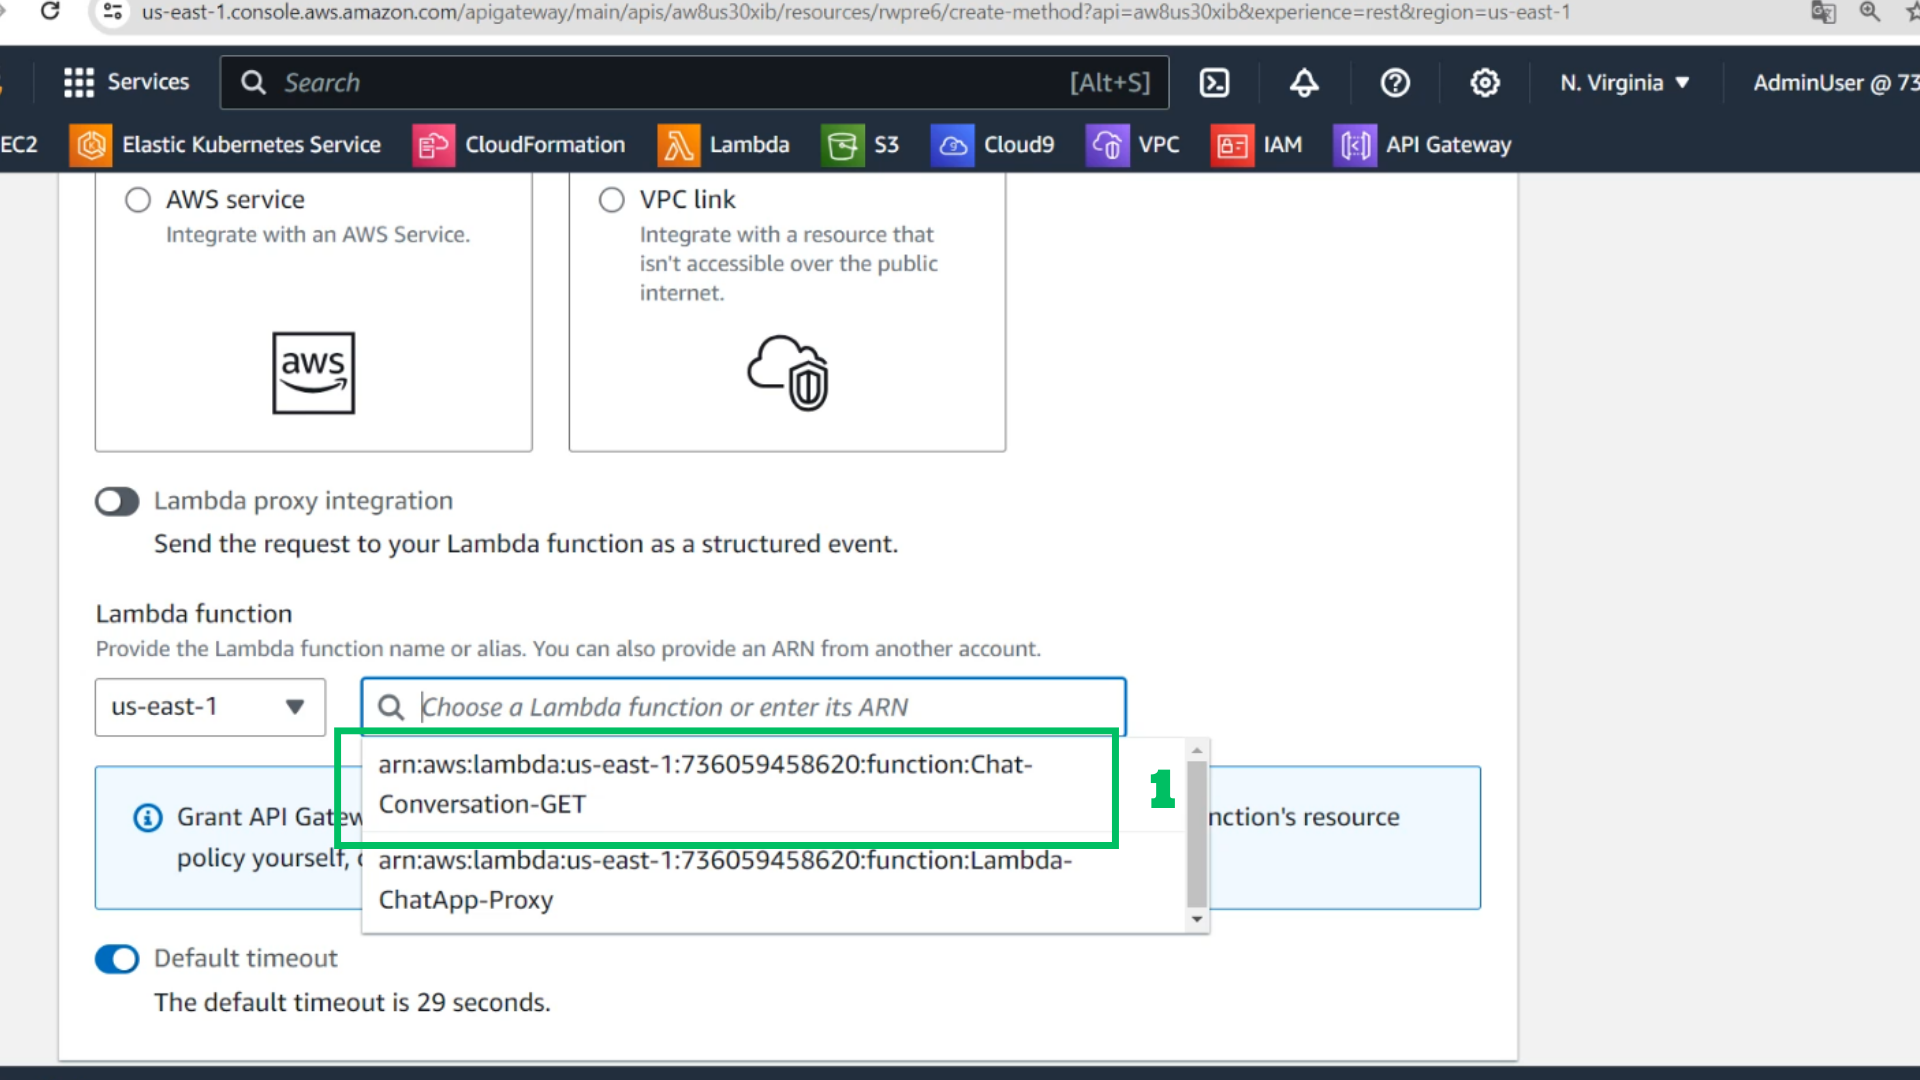 us-east-1.console.aws.amazon.com/apigateway/main/apis/aw8us30xib/resources/rwpre6/create-method?api=aw8us30xib&experience=rest&region=us-east-1
Services
Search
[Alt+S]
N. Virginia
AdminUser @ 73
EC2
Elastic Kubernetes Service
CloudFormation
Lambda
S3
Cloud9
VPC
IAM
API Gateway
AWS service
Integrate with an AWS Service.
aws
VPC link
Integrate with a resource that
isn't accessible over the public
internet.
Lambda proxy integration
Send the request to your Lambda function as a structured event.
Lambda function
Provide the Lambda function name or alias. You can also provide an ARN from another account.
us-east-1
Choose a Lambda function or enter its ARN
arn:aws:lambda:us-east-1:736059458620:function:Chat-
Conversation-GET
1
arn:aws:lambda:us-east-1:736059458620:function:Lambda-
ChatApp-Proxy
Grant API Gatew
nction's resource
policy yourself,
Default timeout
The default timeout is 29 seconds.